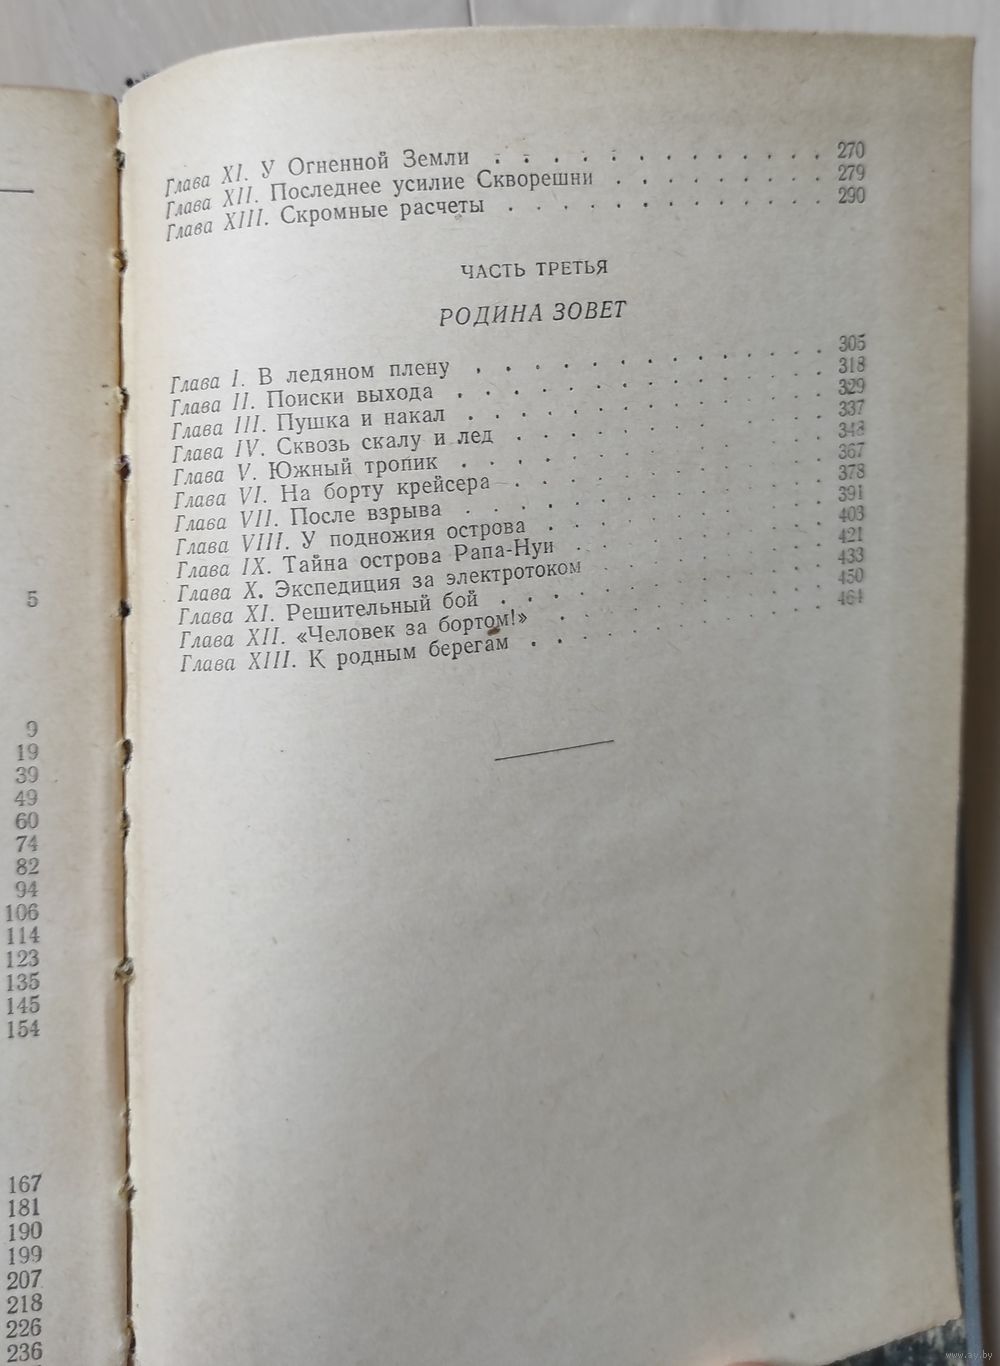 5
9
19
39
49
60
74
82
94
106
114
123
135
145
154
167
181
190
199
207
218
226
236
Глава XI. У Огненной Земли . . . . . . . . . . . . 270
Глава XII. Последнее усилие Скворешни . . . . . . . . 279
Глава XIII. Скромные расчеты . . . . . . . . . . . . 290
ЧАСТЬ ТРЕТЬЯ
РОДИНА ЗОВЕТ
Глава I. В ледяном плену . . . . . . . . . . . . . 305
Глава II. Поиски выхода . . . . . . . . . . . . . . 318
Глава III. Пушка и накал . . . . . . . . . . . . . 329
Глава IV. Сквозь скалу и лед . . . . . . . . . . . . 337
Глава V. Южный тропик . . . . . . . . . . . . . . 348
Глава VI. На борту крейсера . . . . . . . . . . . . 367
Глава VII. После взрыва . . . . . . . . . . . . . . 378
Глава VIII. У подножия острова . . . . . . . . . . . 391
Глава IX. Тайна острова Рапа-Нуи . . . . . . . . . . 403
Глава X. Экспедиция за электротоком . . . . . . . . . 421
Глава XI. Решительный бой . . . . . . . . . . . . . 433
Глава XII. «Человек за бортом!» . . . . . . . . . . . 450
Глава XIII. К родным берегам . . . . . . . . . . . . 461
www.ay.by